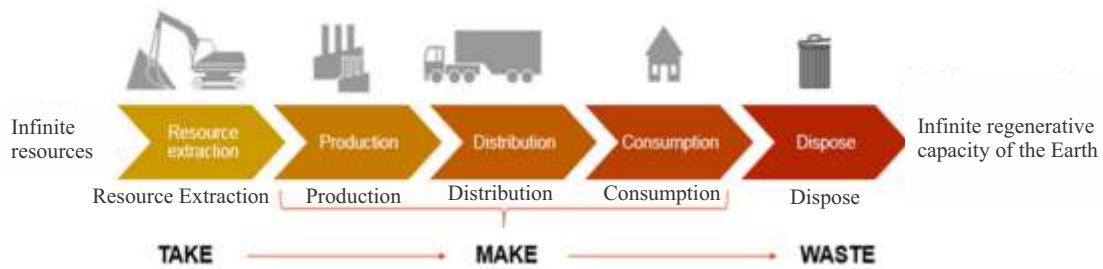 Infinite
resources
Resource
extraction
Production
Distribution
Consumption
Dispose
Infinite regenerative
capacity of the Earth
Resource Extraction
Production
Distribution
Consumption
Dispose
TAKE
MAKE
WASTE